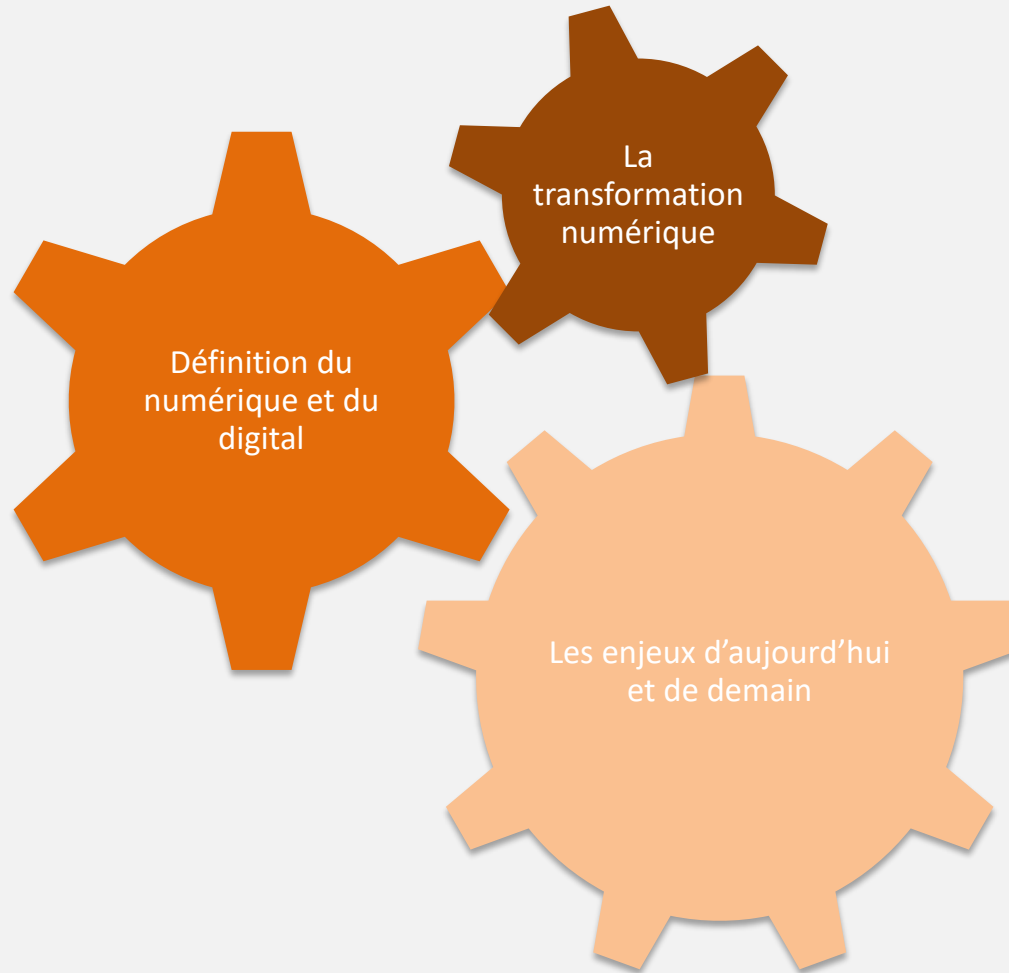 La
transformation
numérique
Définition du
numérique et du
digital
Les enjeux d’aujourd’hui
et de demain